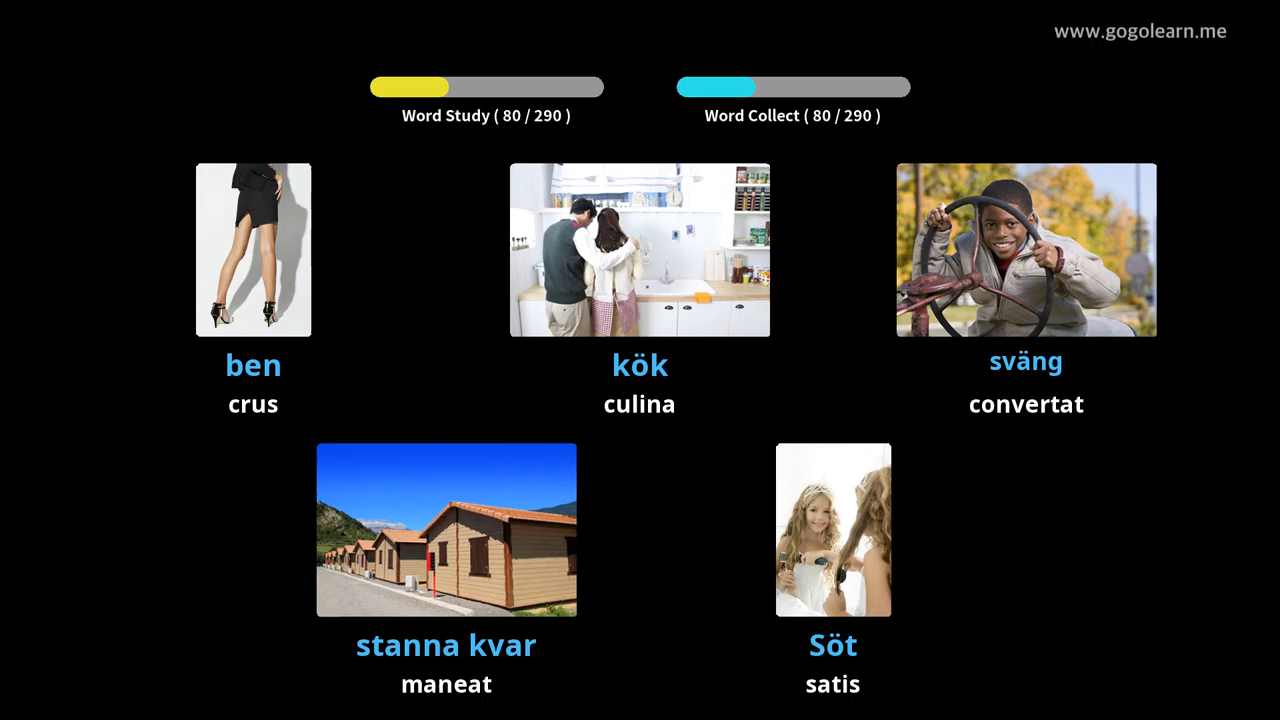 www.gogolearn.me
Word Study ( 80 / 290 )
Word Collect ( 80 / 290 )
ben
crus
kök
culina
sväng
convertat
stanna kvar
maneat
Söt
satis